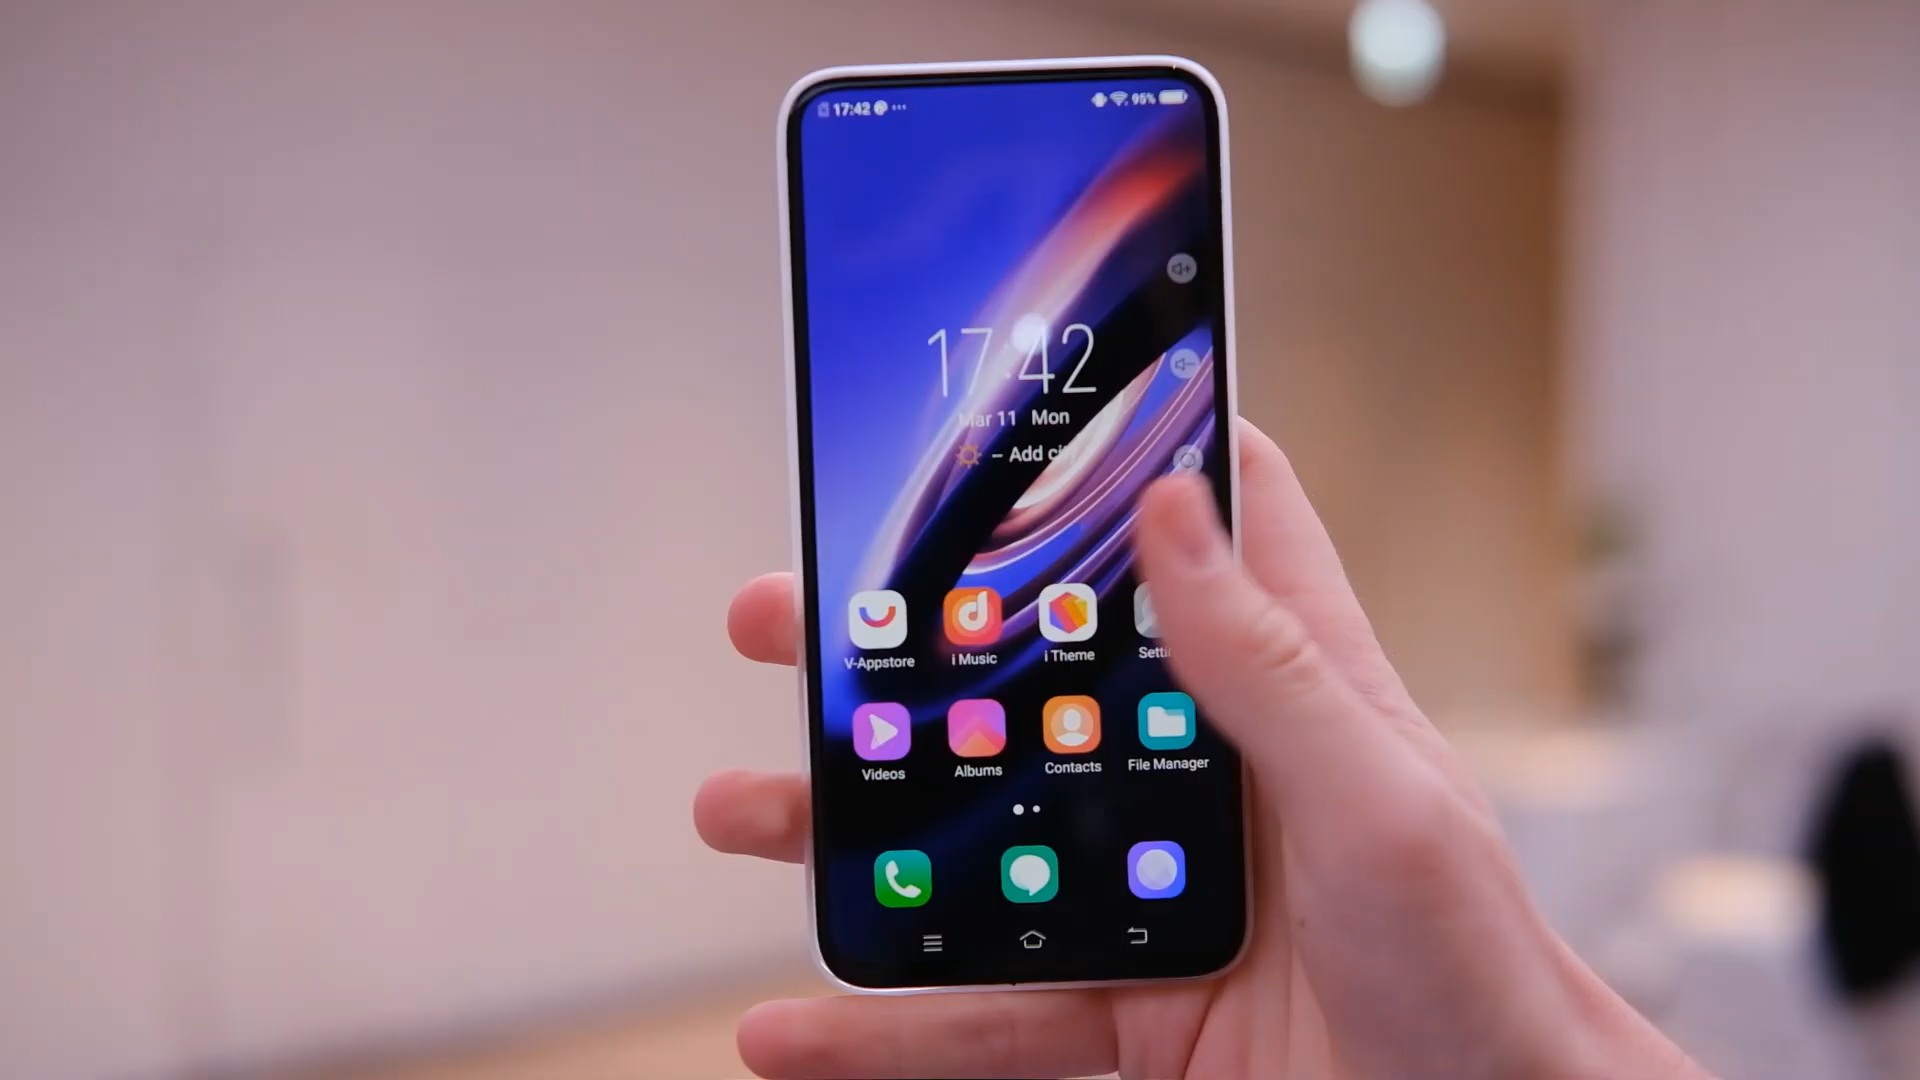 17:42 95%
17:42
Mar 11 Mon
– Add
V-Appstore i Music i Theme
Videos Albums Contacts File Manager